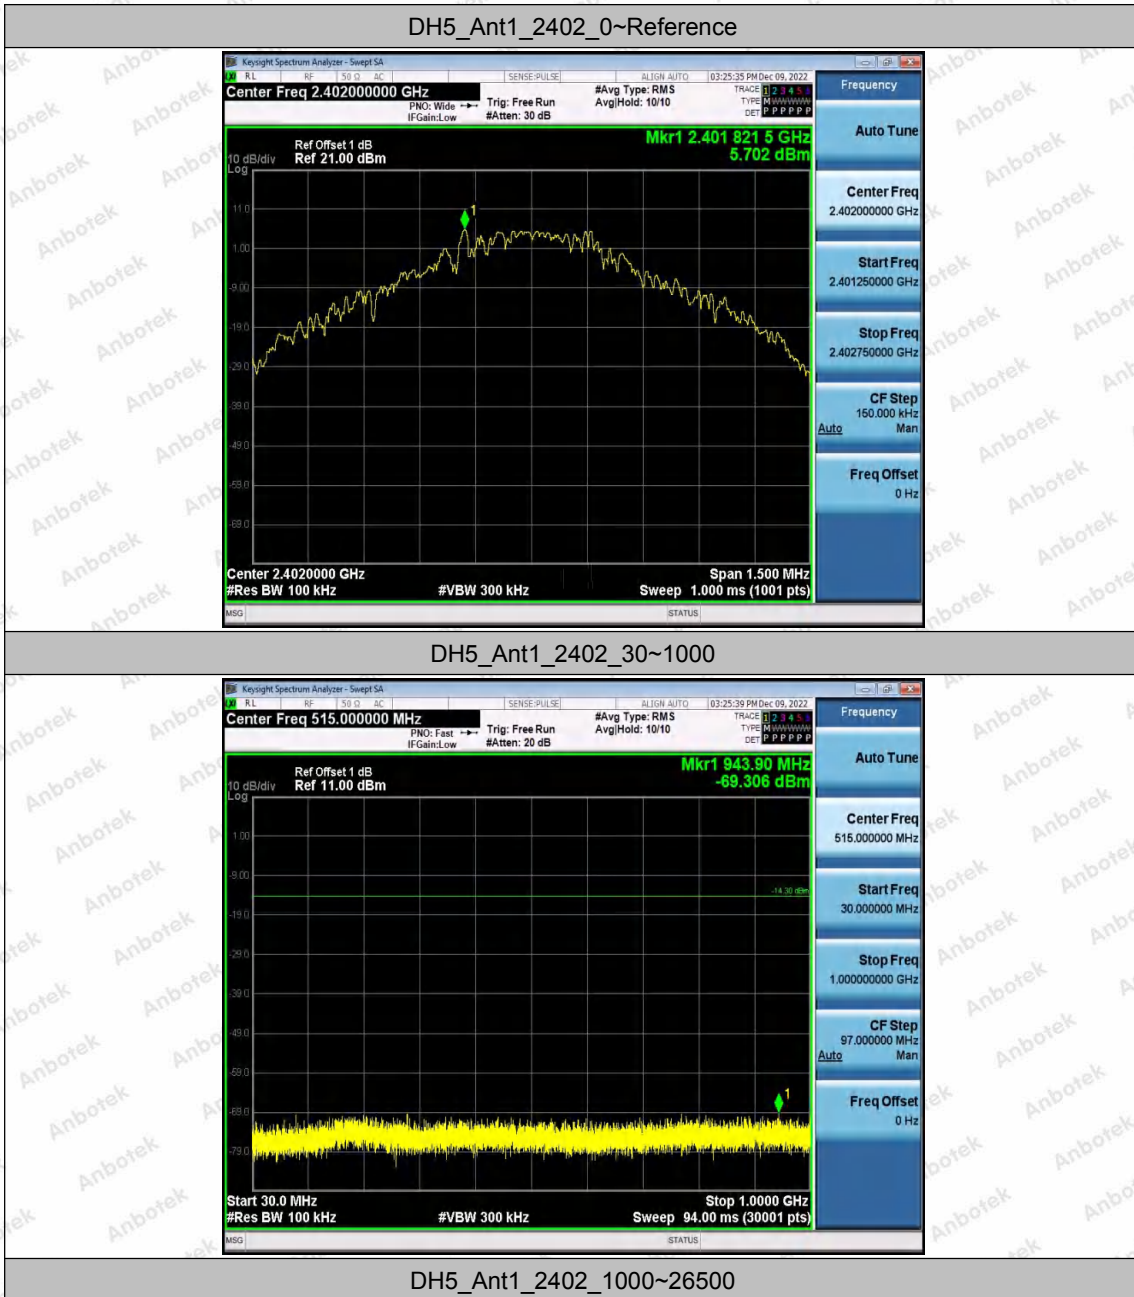 DH5_Ant1_2402_0~Reference
Keysight Spectrum Analyzer - Swept SA
RL RF 50 Ω AC SENSE:PULSE ALIGN AUTO 03:25:35 PM Dec 09, 2022
Center Freq 2.402000000 GHz
PNO: Wide
IFGain:Low
Trig: Free Run
#Atten: 30 dB
#Avg Type: RMS
Avg|Hold: 10/10
TRACE 1 2 3 4 5 6
TYPE M WWWWW
DET P P P P P P
Frequency
Mkr1 2.401 821 5 GHz
5.702 dBm
Ref Offset 1 dB
10 dB/div Ref 21.00 dBm
Log
11.0
1.00
-9.00
-19.0
-29.0
-39.0
-49.0
-59.0
-69.0
1
Auto Tune
Center Freq
2.402000000 GHz
Start Freq
2.401250000 GHz
Stop Freq
2.402750000 GHz
CF Step
150.000 kHz
Auto Man
Freq Offset
0 Hz
Center 2.4020000 GHz Span 1.500 MHz
#Res BW 100 kHz #VBW 300 kHz Sweep 1.000 ms (1001 pts)
MSG STATUS
DH5_Ant1_2402_30~1000
Keysight Spectrum Analyzer - Swept SA
RL RF 50 Ω AC SENSE:PULSE ALIGN AUTO 03:25:39 PM Dec 09, 2022
Center Freq 515.000000 MHz
PNO: Fast
IFGain:Low
Trig: Free Run
#Atten: 20 dB
#Avg Type: RMS
Avg|Hold: 10/10
TRACE 1 2 3 4 5 6
TYPE M WWWWW
DET P P P P P P
Frequency
Mkr1 943.90 MHz
-69.306 dBm
Ref Offset 1 dB
10 dB/div Ref 11.00 dBm
Log
1.00
-9.00
-19.0
-29.0
-39.0
-49.0
-59.0
-69.0
-79.0
-14.30 dBm
1
Auto Tune
Center Freq
515.000000 MHz
Start Freq
30.000000 MHz
Stop Freq
1.000000000 GHz
CF Step
97.000000 MHz
Auto Man
Freq Offset
0 Hz
Start 30.0 MHz Stop 1.0000 GHz
#Res BW 100 kHz #VBW 300 kHz Sweep 94.00 ms (30001 pts)
MSG STATUS
DH5_Ant1_2402_1000~26500
Anbotek